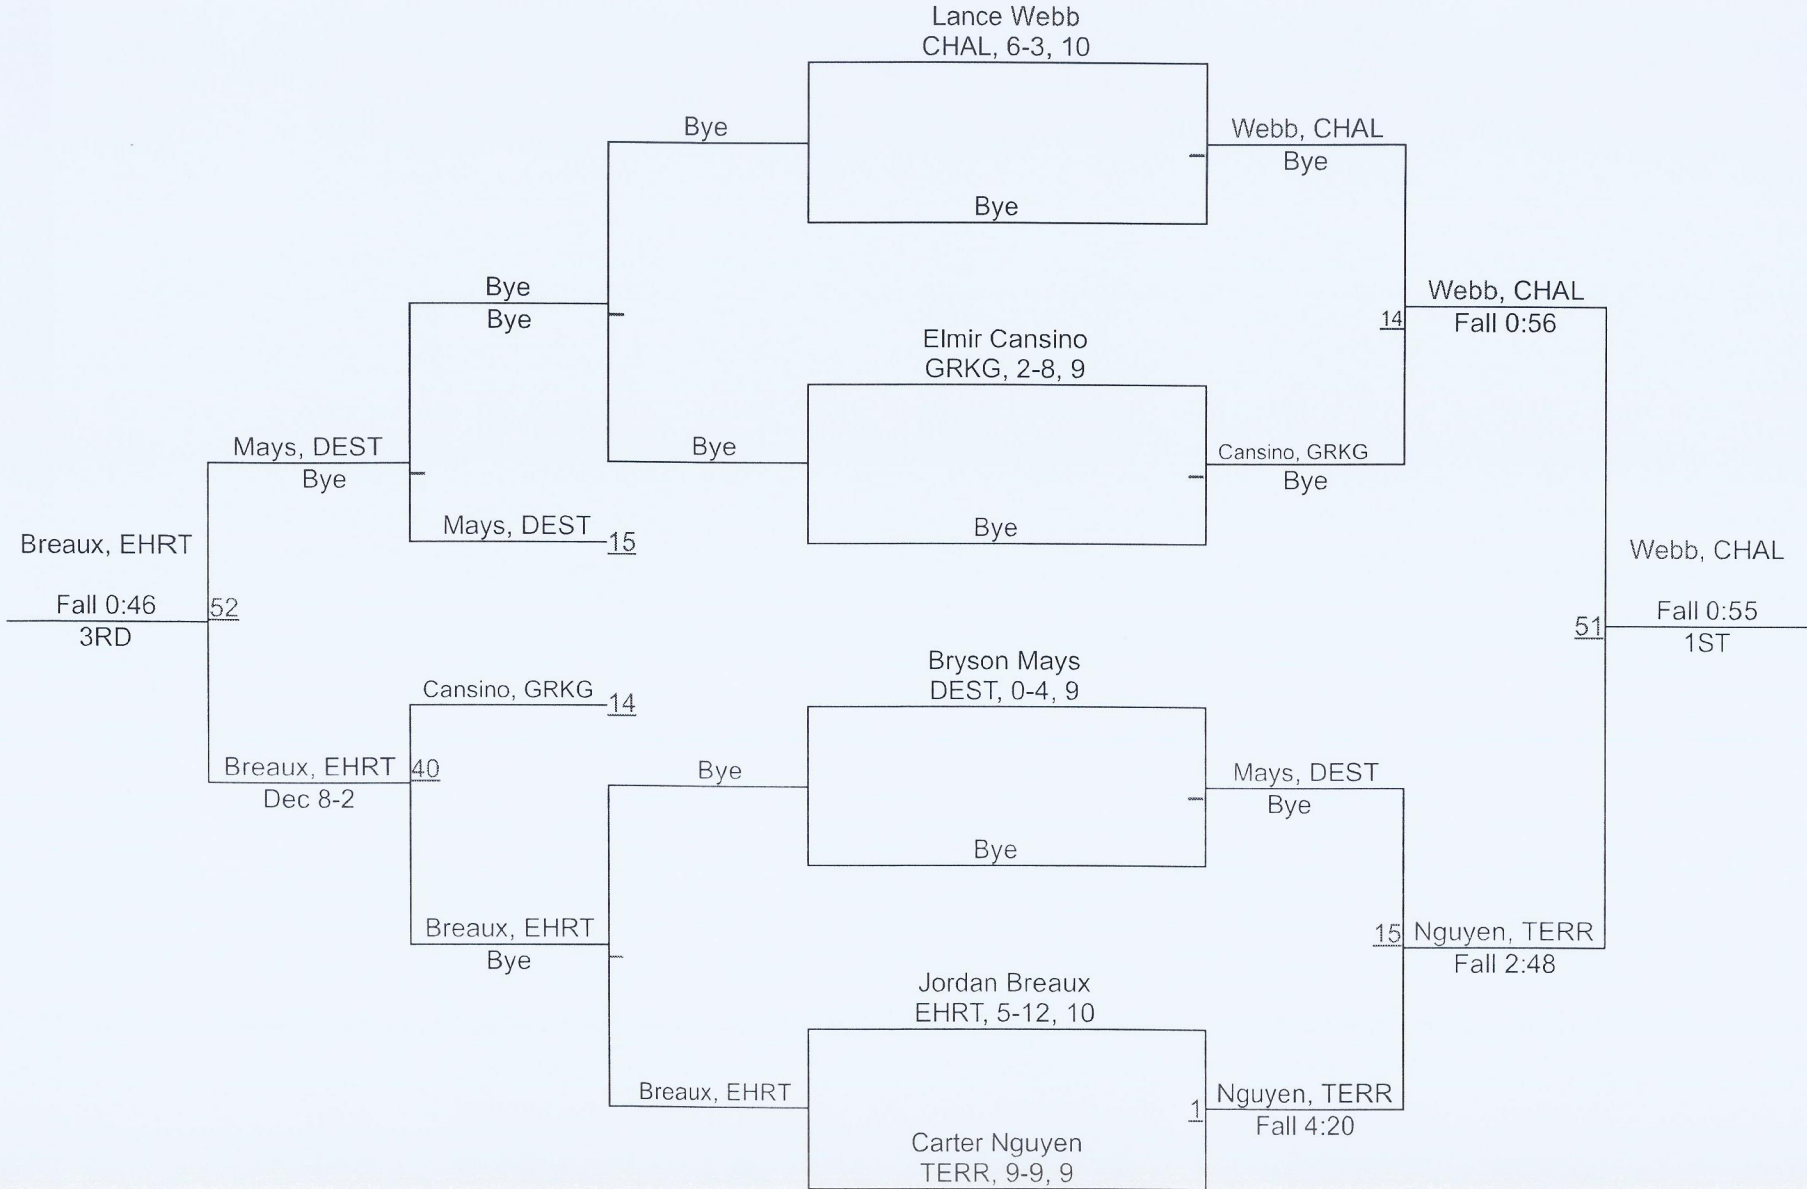 Lance Webb
CHAL, 6-3, 10
Bye
Webb, CHAL
Bye
Bye
Bye
Bye
Webb, CHAL
14
Fall 0:56
Elmir Cansino
GRKG, 2-8, 9
Mays, DEST
Bye
Bye
Cansino, GRKG
Bye
Mays, DEST
15
Bye
Breaux, EHRT
Webb, CHAL
Fall 0:46
52
3RD
51
Fall 0:55
1ST
Cansino, GRKG
14
Bryson Mays
DEST, 0-4, 9
Breaux, EHRT
40
Dec 8-2
Bye
Mays, DEST
Bye
Bye
Breaux, EHRT
Bye
15
Nguyen, TERR
Fall 2:48
Jordan Breaux
EHRT, 5-12, 10
Breaux, EHRT
1
Nguyen, TERR
Fall 4:20
Carter Nguyen
TERR, 9-9, 9